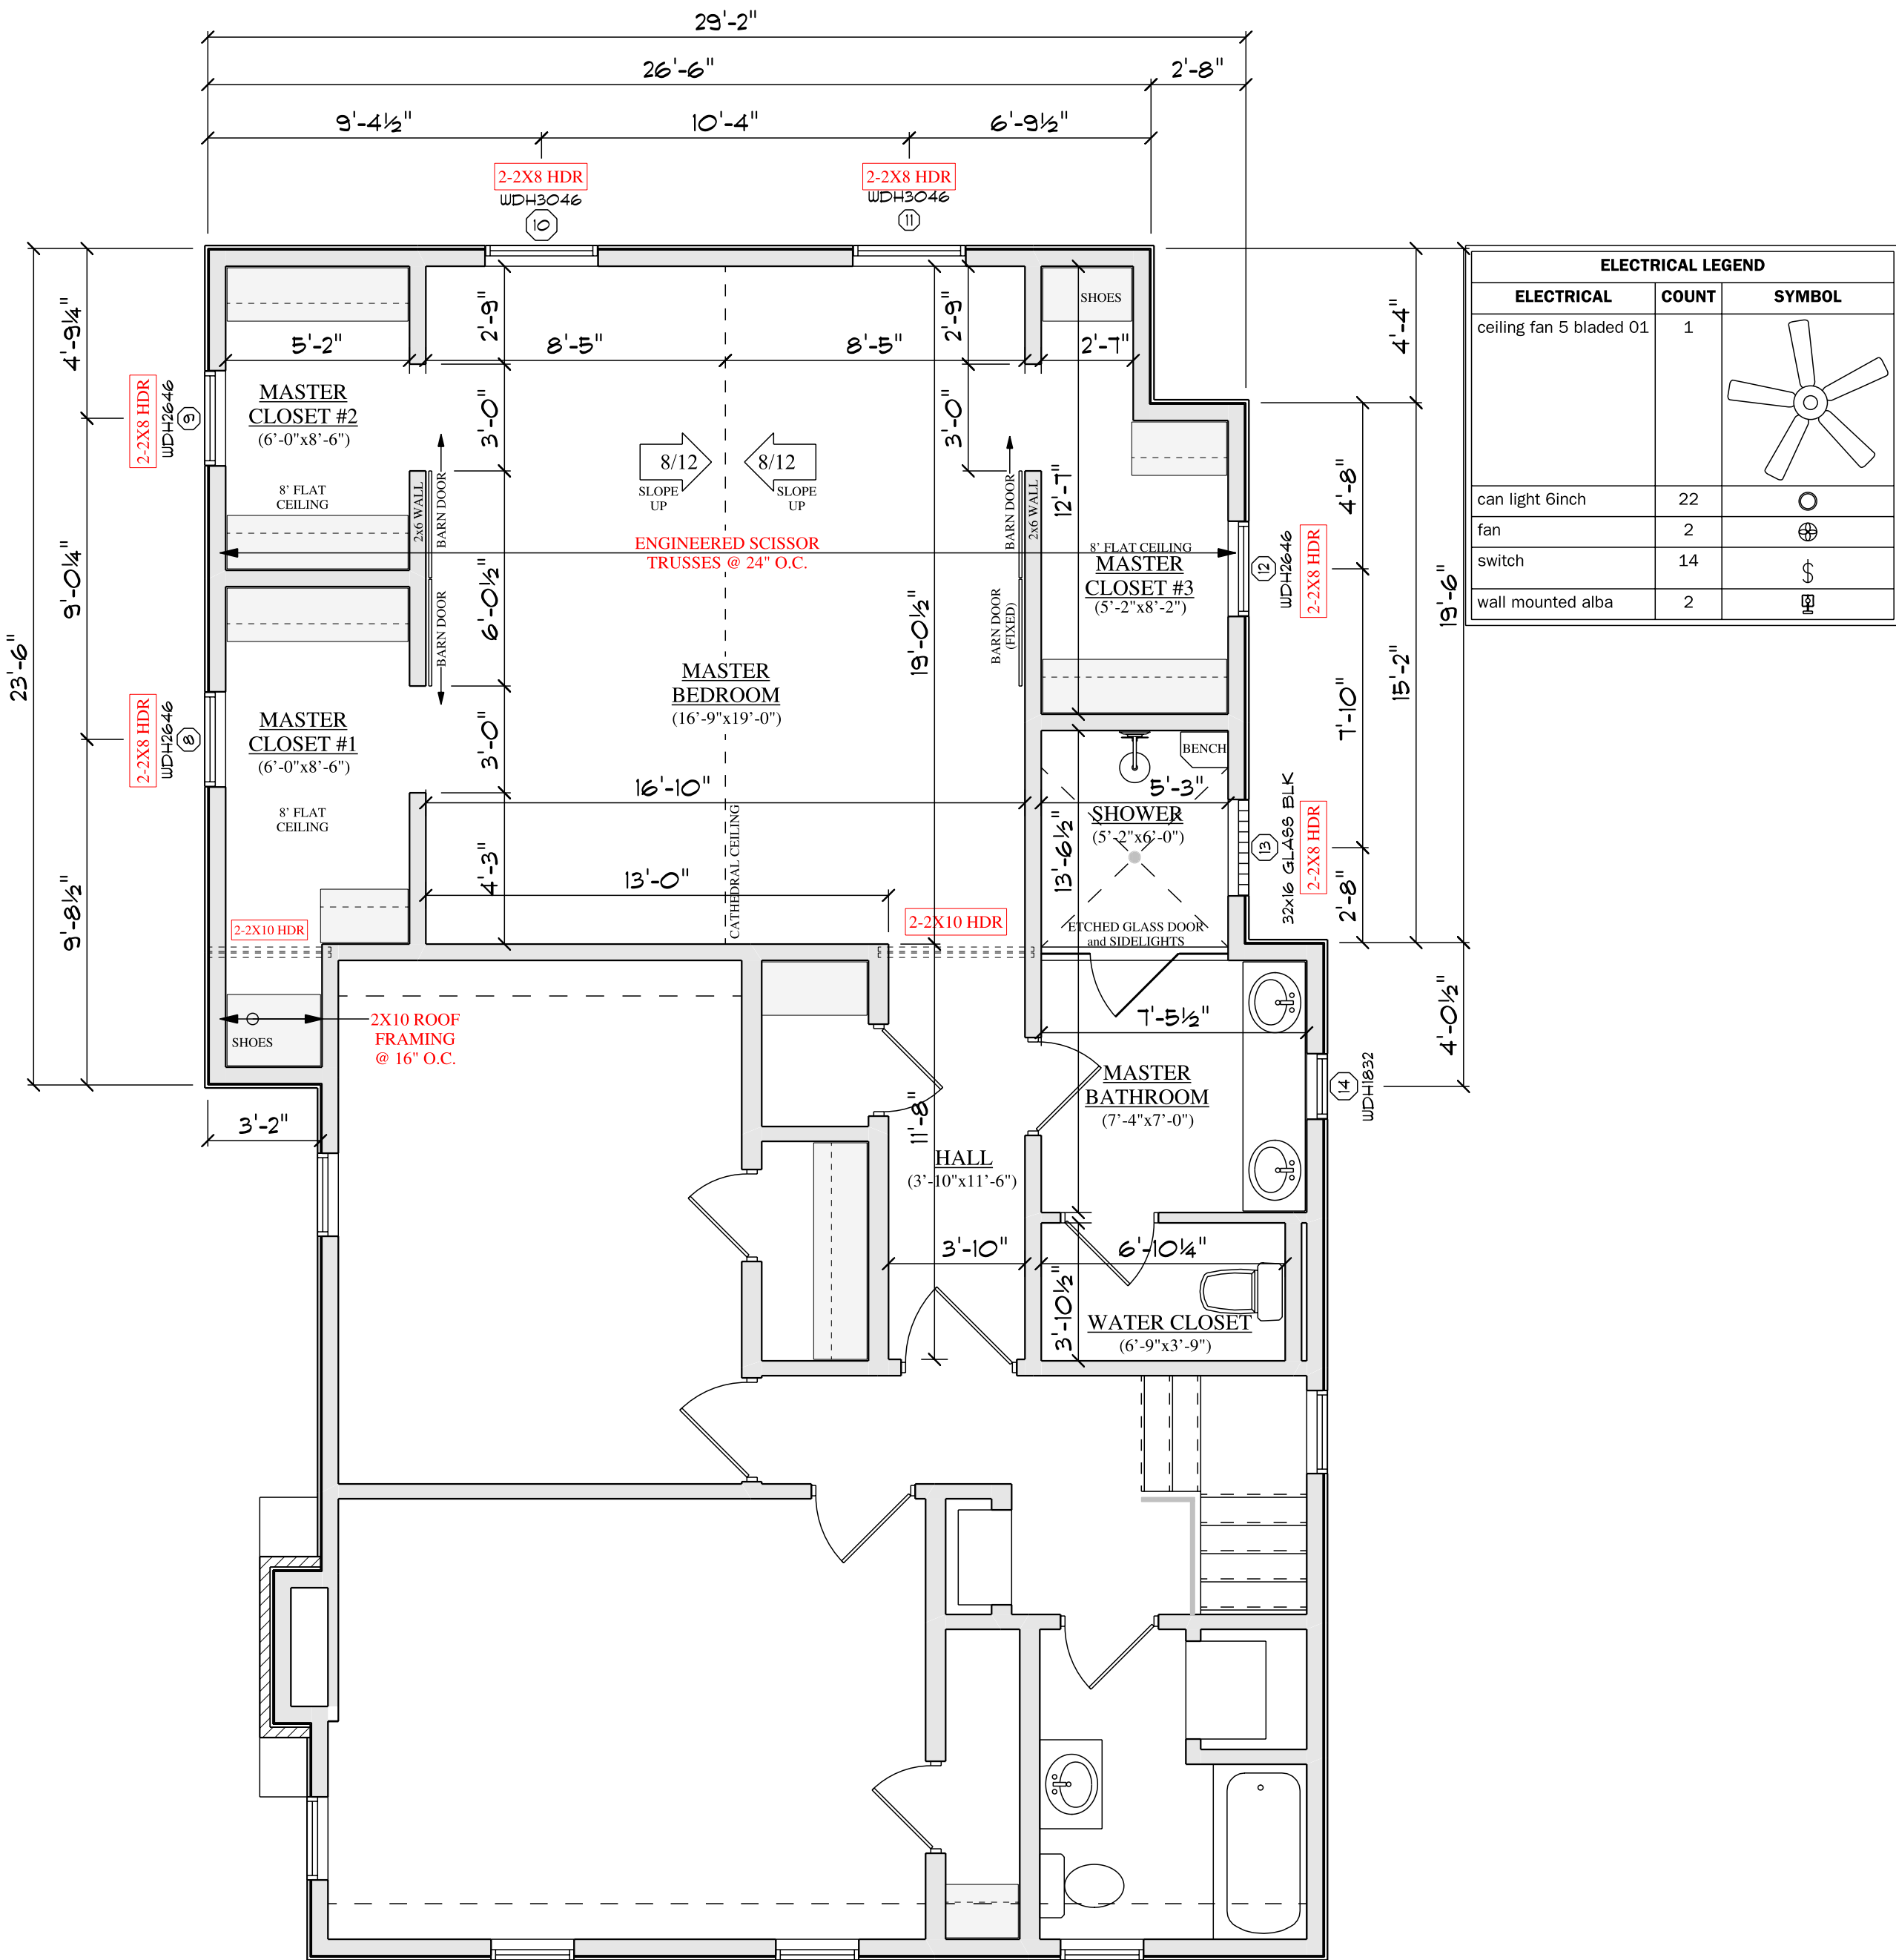 29'-2"
26'-6"
2'-8"
9'-4½"
10'-4"
6'-9½"
2-2X8 HDR
WDH3046
10
2-2X8 HDR
WDH3046
11
ELECTRICAL LEGEND
ELECTRICAL COUNT SYMBOL
ceiling fan 5 bladed 01 1
can light 6inch 22
fan 2
switch 14 $
wall mounted alba 2
23'-6"
4'-9¼"
9'-0¼"
9'-8½"
2-2X8 HDR
WDH2646
9
2-2X8 HDR
WDH2646
8
5'-2"
MASTER
CLOSET #2
(6'-0"x8'-6")
8' FLAT
CEILING
2x6 WALL
BARN DOOR
BARN DOOR
MASTER
CLOSET #1
(6'-0"x8'-6")
8' FLAT
CEILING
2-2X10 HDR
SHOES
2X10 ROOF
FRAMING
@ 16" O.C.
3'-2"
2'-9"
3'-0"
6'-0½"
3'-0"
4'-3"
8'-5"
8'-5"
8/12
SLOPE
UP
8/12
SLOPE
UP
ENGINEERED SCISSOR
TRUSSES @ 24" O.C.
MASTER
BEDROOM
(16'-9"x19'-0")
16'-10"
13'-0"
CATHEDRAL CEILING
2'-9"
3'-0"
19'-0½"
BARN DOOR
BARN DOOR
(FIXED)
2x6 WALL
2-2X10 HDR
SHOES
2'-7"
12'-7"
8' FLAT CEILING
MASTER
CLOSET #3
(5'-2"x8'-2")
BENCH
5'-3"
SHOWER
(5'-2"x6'-0")
13'-6½"
ETCHED GLASS DOOR
and SIDELIGHTS
12
WDH2646
2-2X8 HDR
13
32x16 GLASS BLK
2-2X8 HDR
4'-4"
4'-8"
7'-10"
2'-8"
15'-2"
19'-6"
4'-0½"
7'-5½"
MASTER
BATHROOM
(7'-4"x7'-0")
14
WDH1832
11'-8"
HALL
(3'-10"x11'-6")
3'-10"
6'-10¼"
3'-10½"
WATER CLOSET
(6'-9"x3'-9")